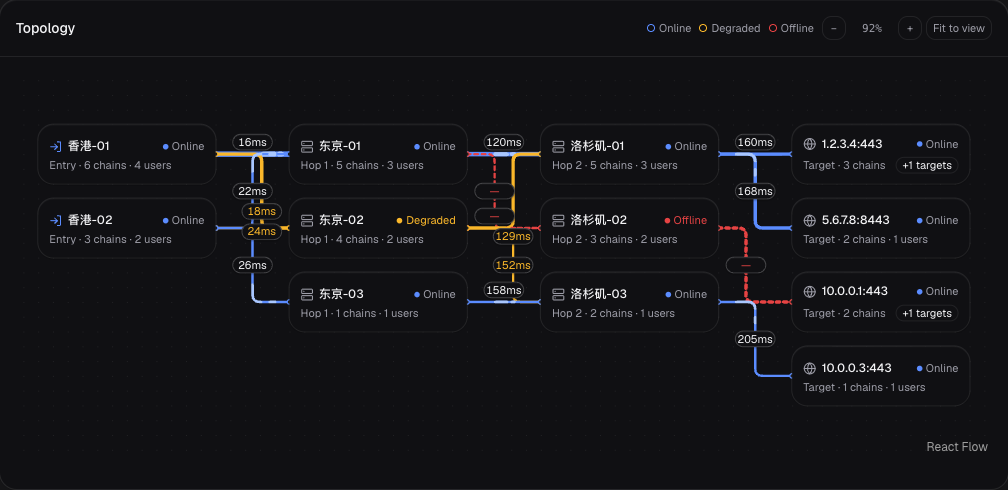 Topology
Online Degraded Offline − 92% + Fit to view
香港-01 Online
Entry · 6 chains · 4 users
16ms
东京-01 Online
Hop 1 · 5 chains · 3 users
120ms
洛杉矶-01 Online
Hop 2 · 5 chains · 3 users
160ms
1.2.3.4:443 Online
Target · 3 chains +1 targets
22ms
18ms
24ms
—
—
168ms
香港-02 Online
Entry · 3 chains · 2 users
东京-02 Degraded
Hop 1 · 4 chains · 2 users
129ms
洛杉矶-02 Offline
Hop 2 · 3 chains · 2 users
5.6.7.8:8443 Online
Target · 2 chains · 1 users
26ms
152ms
—
158ms
东京-03 Online
Hop 1 · 1 chains · 1 users
洛杉矶-03 Online
Hop 2 · 2 chains · 1 users
10.0.0.1:443 Online
Target · 2 chains +1 targets
205ms
10.0.0.3:443 Online
Target · 1 chains · 1 users
React Flow